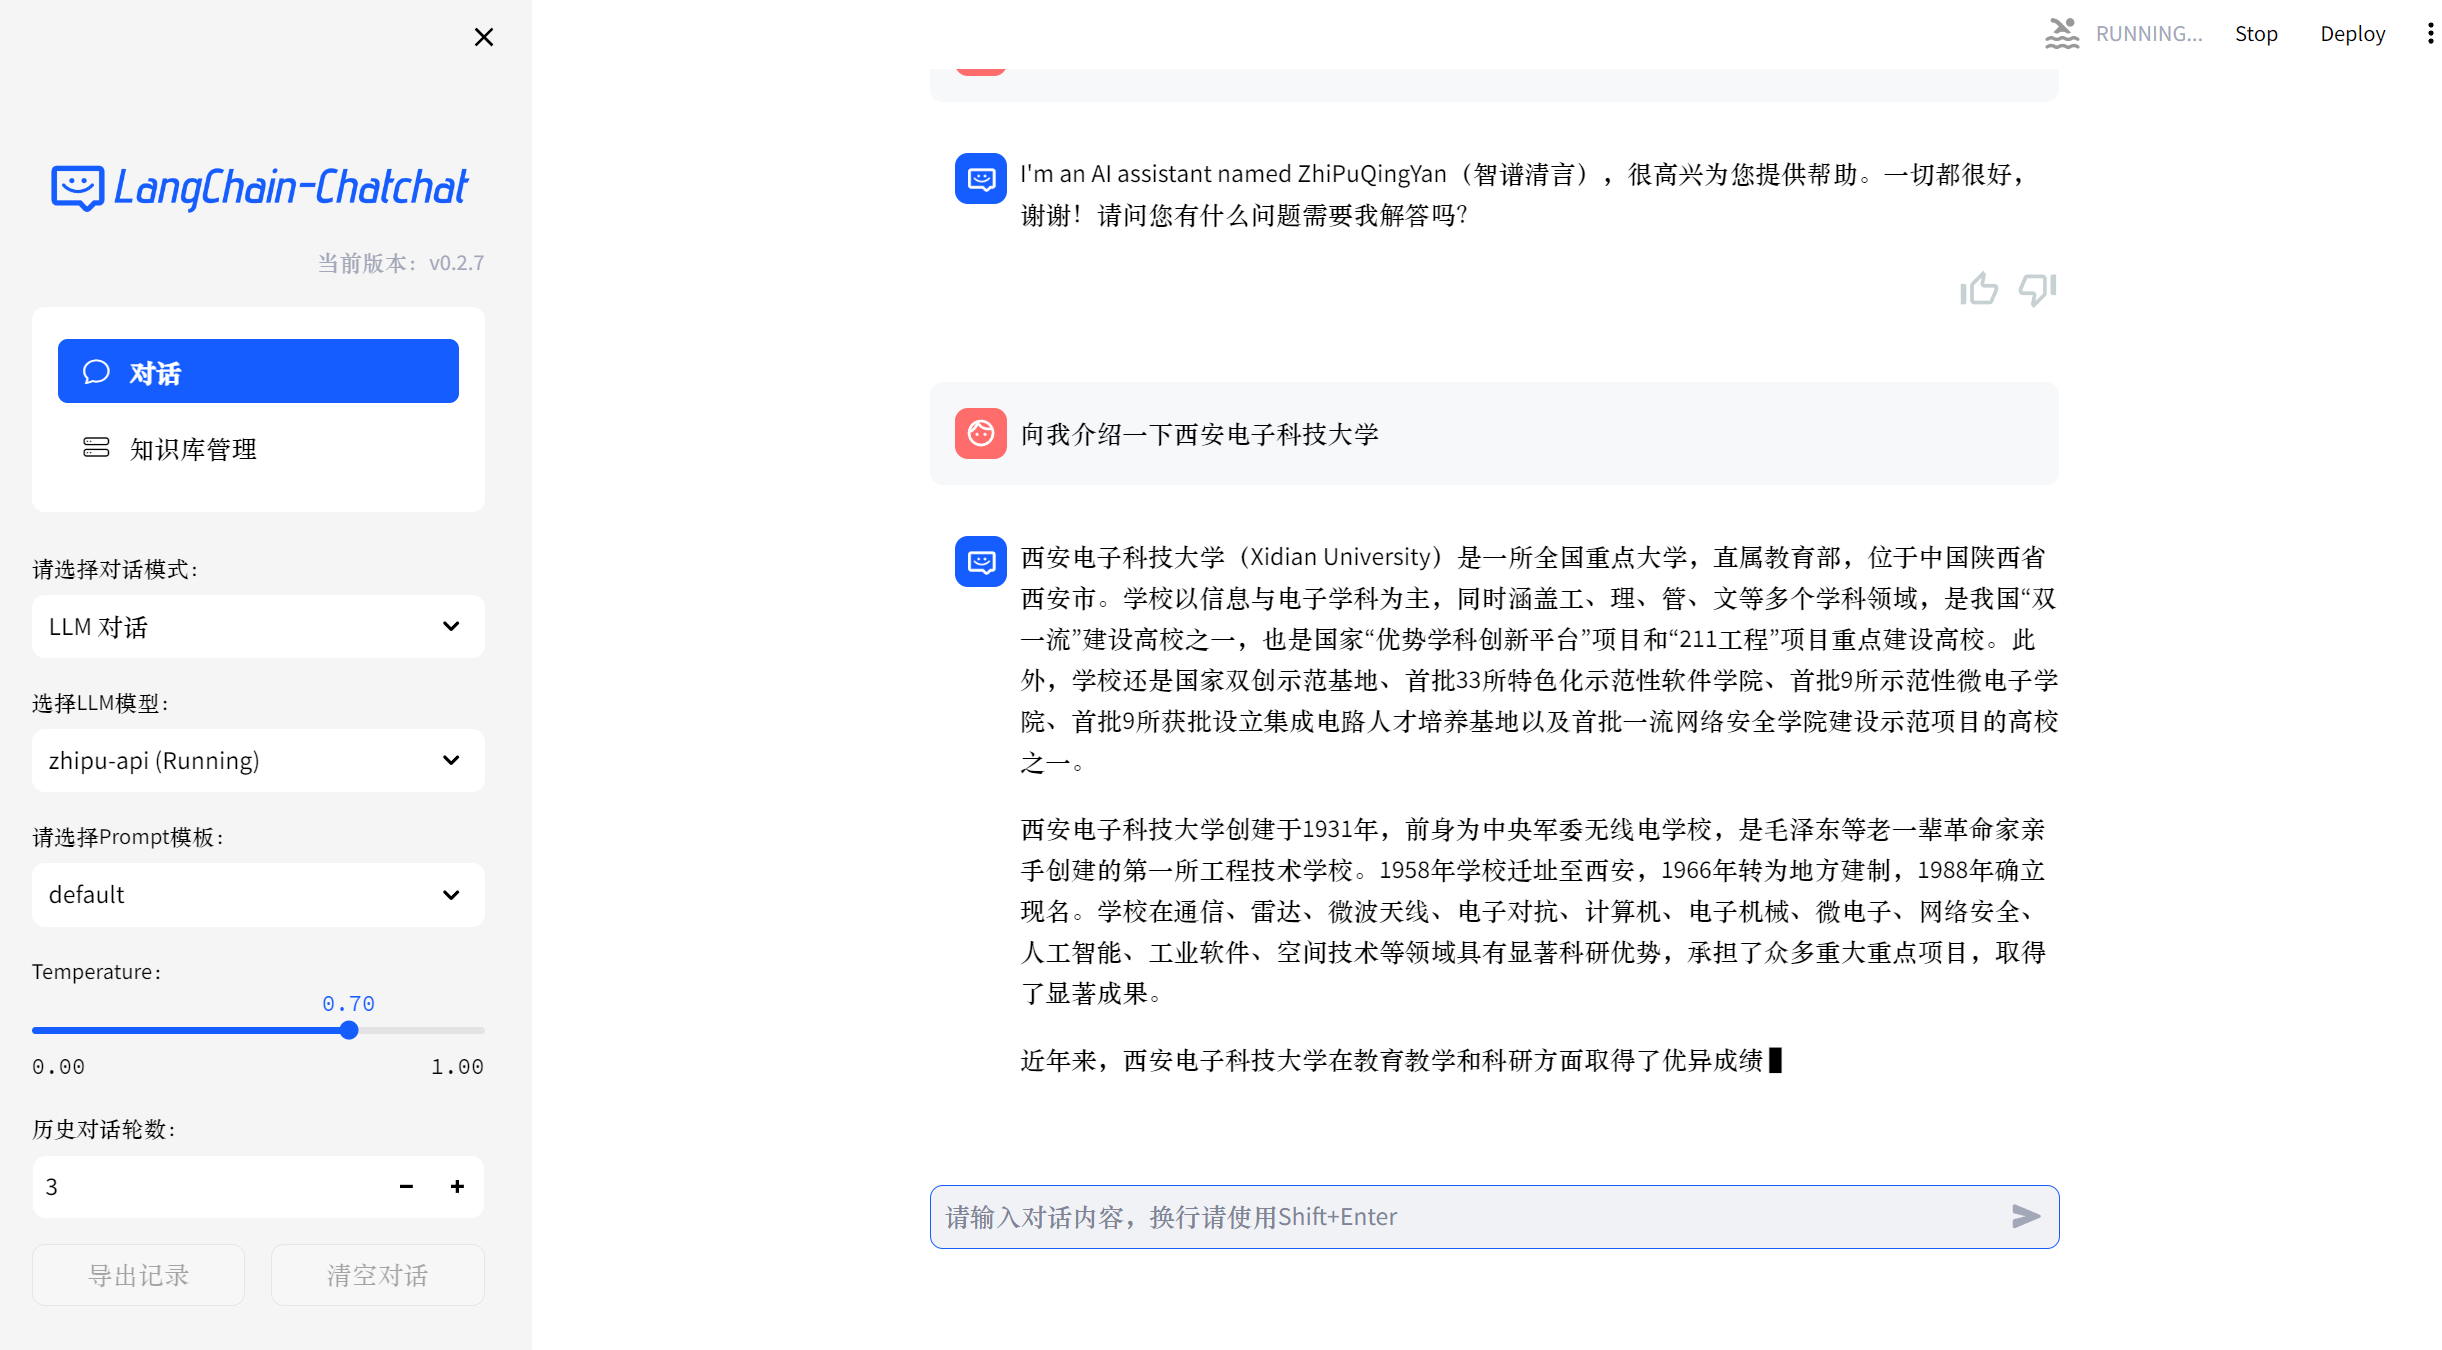 RUNNING...
Stop
Deploy
LangChain-Chatchat
当前版本：v0.2.7
对话
知识库管理
请选择对话模式：
LLM 对话
选择LLM模型：
zhipu-api (Running)
请选择Prompt模板：
default
Temperature：
0.70
0.00
1.00
历史对话轮数：
3
导出记录
清空对话
I'm an AI assistant named ZhiPuQingYan（智谱清言），很高兴为您提供帮助。一切都很好，
谢谢！请问您有什么问题需要我解答吗？
向我介绍一下西安电子科技大学
西安电子科技大学（Xidian University）是一所全国重点大学，直属教育部，位于中国陕西省
西安市。学校以信息与电子学科为主，同时涵盖工、理、管、文等多个学科领域，是我国“双
一流”建设高校之一，也是国家“优势学科创新平台”项目和“211工程”项目重点建设高校。此
外，学校还是国家双创示范基地、首批33所特色化示范性软件学院、首批9所示范性微电子学
院、首批9所获批设立集成电路人才培养基地以及首批一流网络安全学院建设示范项目的高校
之一。
西安电子科技大学创建于1931年，前身为中央军委无线电学校，是毛泽东等老一辈革命家亲
手创建的第一所工程技术学校。1958年学校迁址至西安，1966年转为地方建制，1988年确立
现名。学校在通信、雷达、微波天线、电子对抗、计算机、电子机械、微电子、网络安全、
人工智能、工业软件、空间技术等领域具有显著科研优势，承担了众多重大重点项目，取得
了显著成果。
近年来，西安电子科技大学在教育教学和科研方面取得了优异成绩
请输入对话内容，换行请使用Shift+Enter